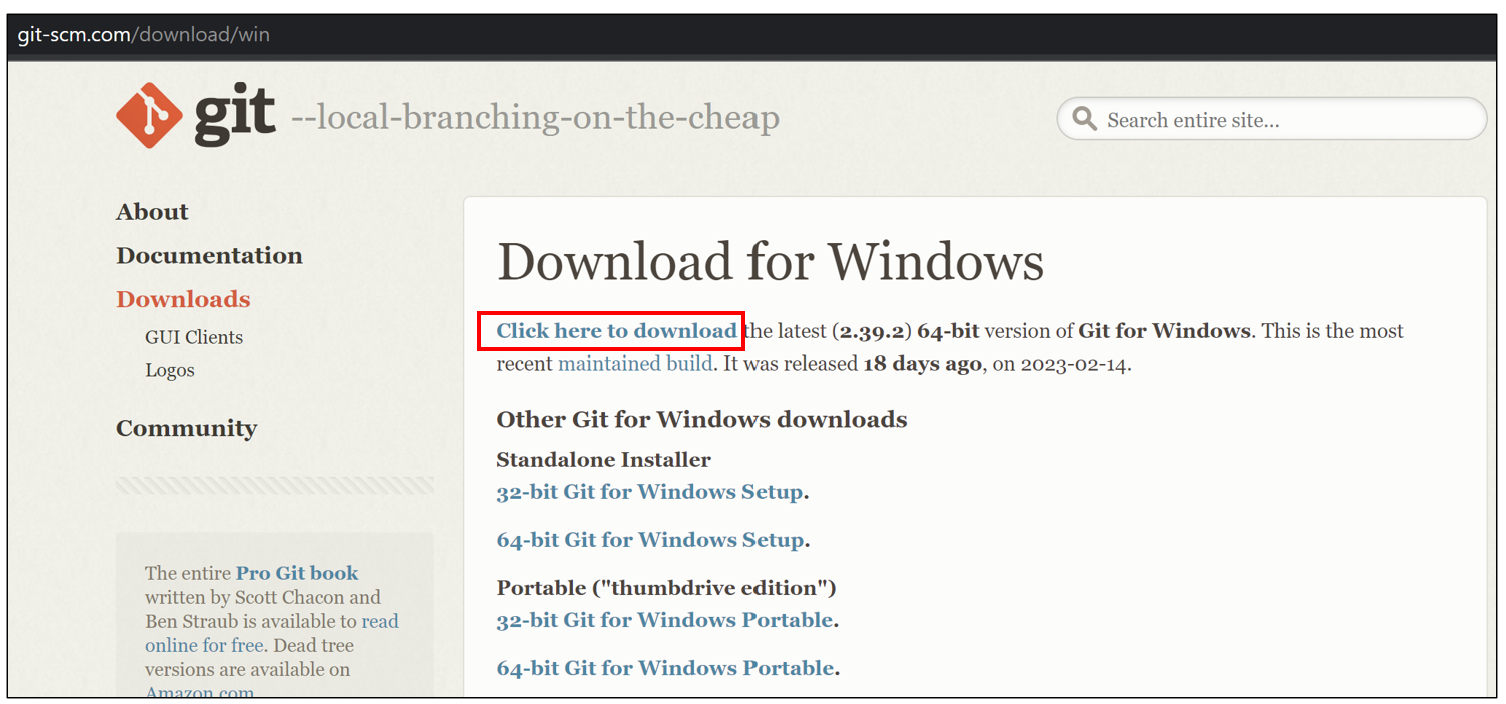 git-scm.com/download/win
git --local-branching-on-the-cheap
Search entire site...
About
Documentation
Downloads
GUI Clients
Logos
Community
The entire Pro Git book
written by Scott Chacon and
Ben Straub is available to read
online for free. Dead tree
versions are available on
Amazon.com
Download for Windows
Click here to download the latest (2.39.2) 64-bit version of Git for Windows. This is the most
recent maintained build. It was released 18 days ago, on 2023-02-14.
Other Git for Windows downloads
Standalone Installer
32-bit Git for Windows Setup.
64-bit Git for Windows Setup.
Portable ("thumbdrive edition")
32-bit Git for Windows Portable.
64-bit Git for Windows Portable.